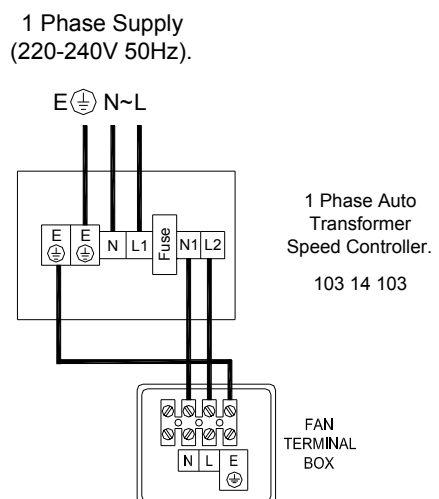 1 Phase Supply
(220-240V 50Hz).
E N~L
E E N L1 Fuse N1 L2
1 Phase Auto
Transformer
Speed Controller.
103 14 103
N L E
FAN
TERMINAL
BOX